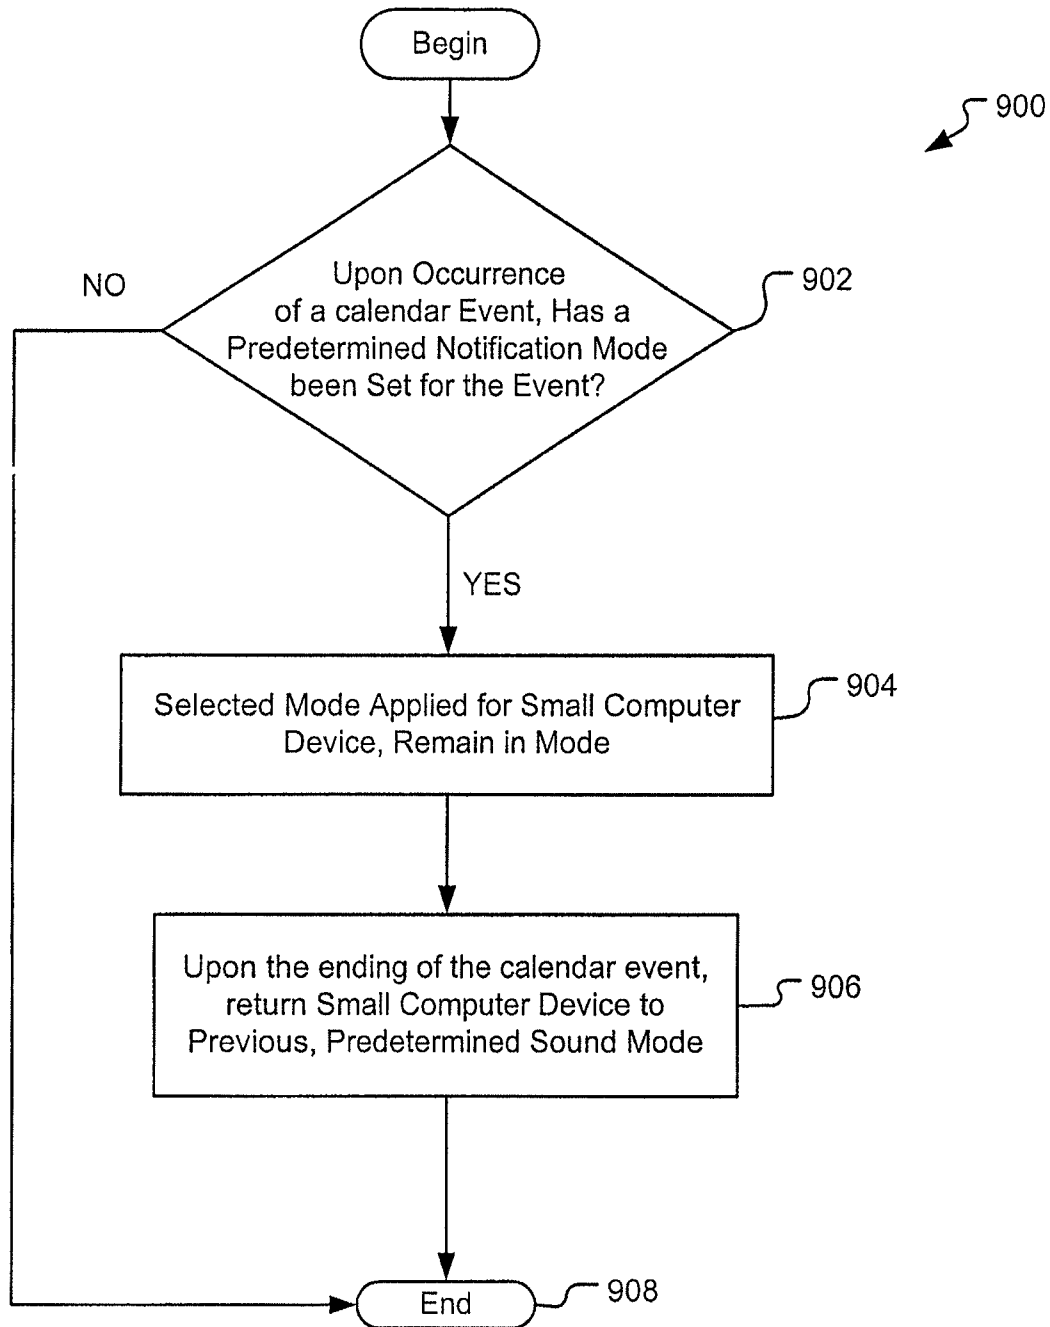 Begin
900
NO
Upon Occurrence
of a calendar Event, Has a
Predetermined Notification Mode
been Set for the Event?
902
YES
Selected Mode Applied for Small Computer
Device, Remain in Mode
904
Upon the ending of the calendar event,
return Small Computer Device to
Previous, Predetermined Sound Mode
906
End
908